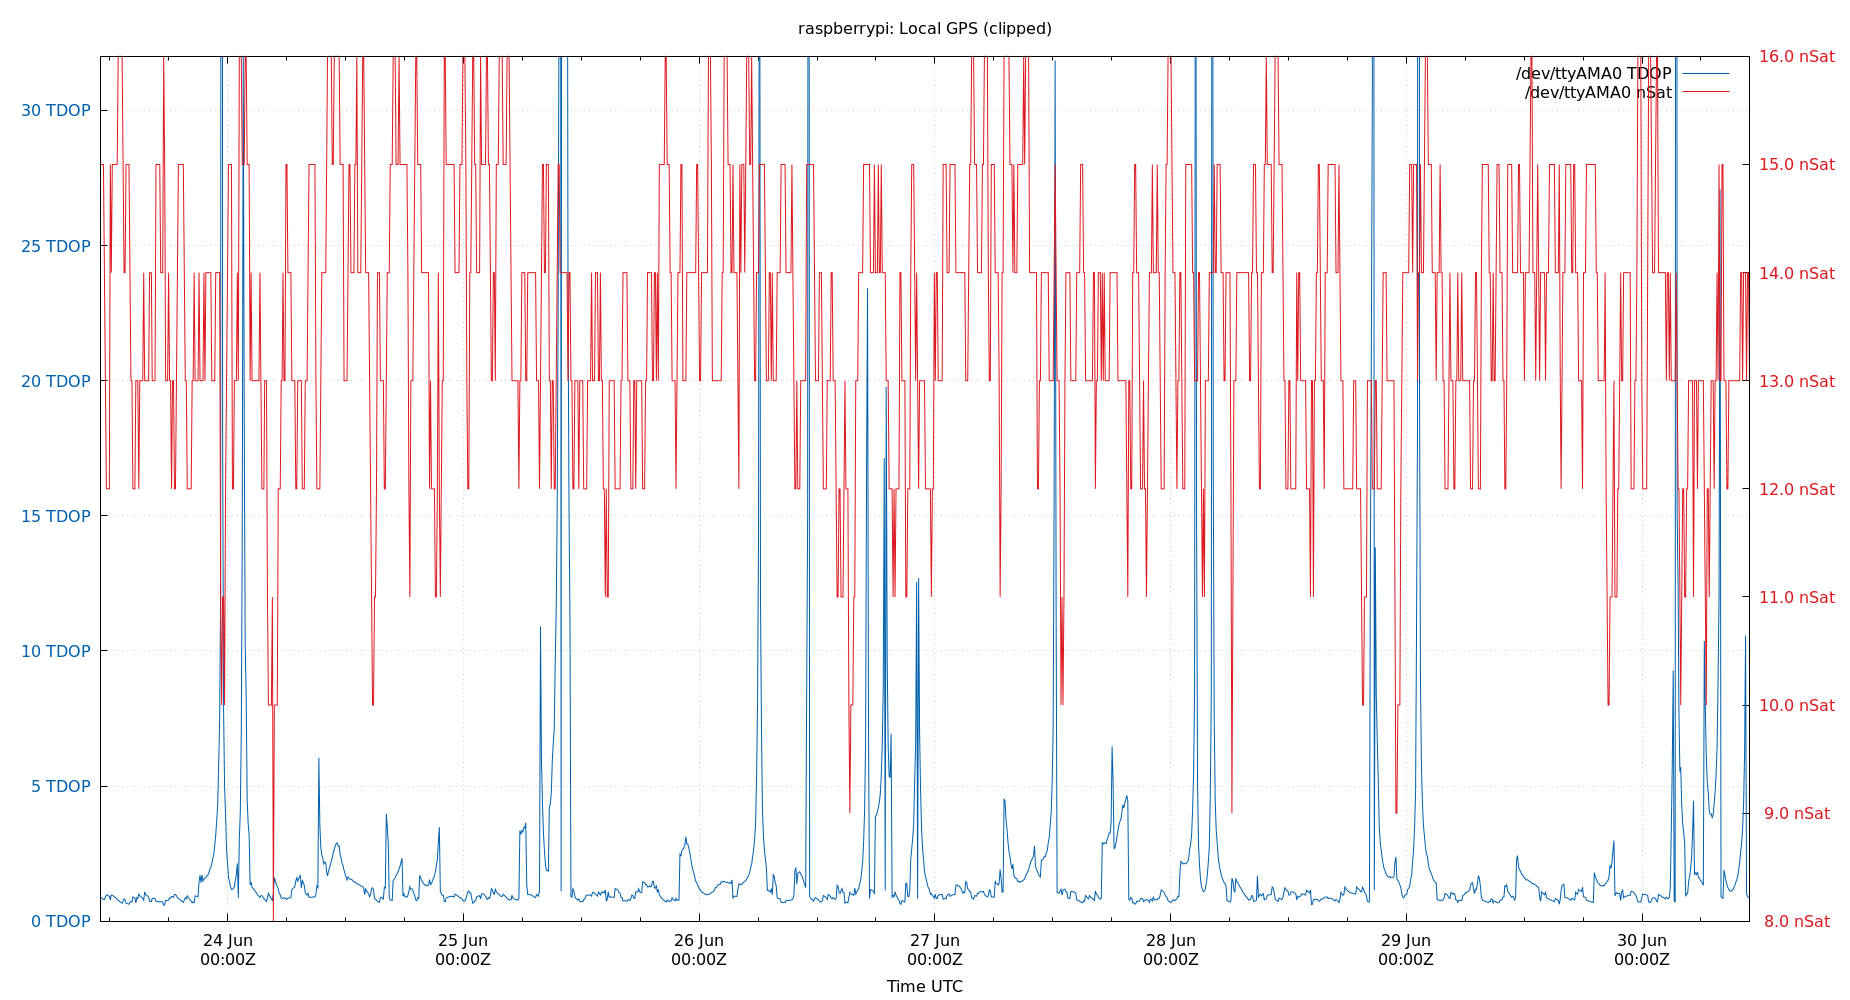 raspberrypi: Local GPS (clipped)
/dev/ttyAMA0 TDOP
/dev/ttyAMA0 nSat
30 TDOP
25 TDOP
20 TDOP
15 TDOP
10 TDOP
5 TDOP
0 TDOP
16.0 nSat
15.0 nSat
14.0 nSat
13.0 nSat
12.0 nSat
11.0 nSat
10.0 nSat
9.0 nSat
8.0 nSat
24 Jun
00:00Z
25 Jun
00:00Z
26 Jun
00:00Z
27 Jun
00:00Z
28 Jun
00:00Z
29 Jun
00:00Z
30 Jun
00:00Z
Time UTC